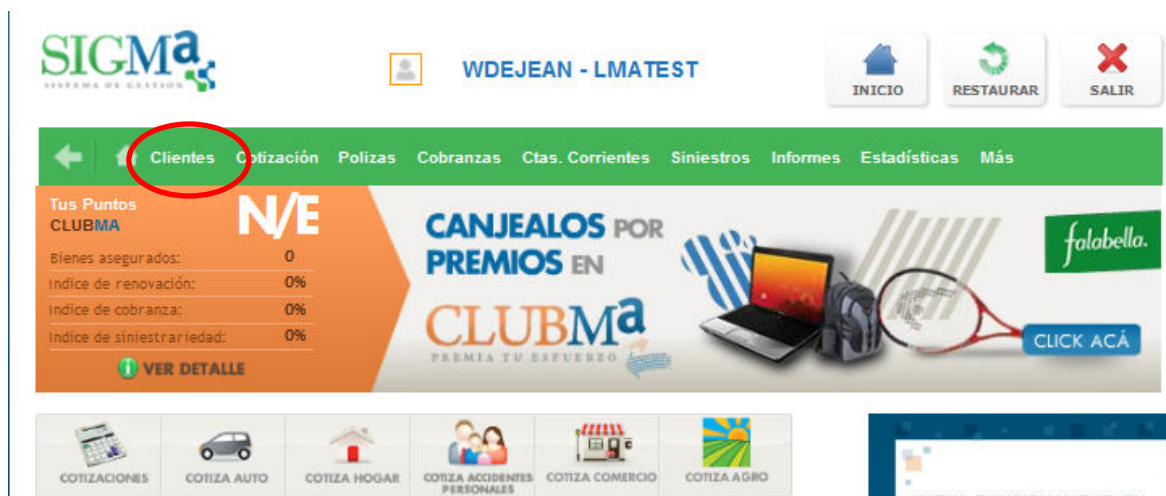 SIGMa
SISTEMA DE GESTION
WDEJEAN - LMATEST
INICIO
RESTAURAR
SALIR
Clientes Cotización Polizas Cobranzas Ctas. Corrientes Siniestros Informes Estadísticas Más
Tus Puntos
CLUBMA
N/E
Bienes asegurados: 0
Indice de renovación: 0%
Indice de cobranza: 0%
Indice de siniestrariedad: 0%
i VER DETALLE
CANJEALOS POR
PREMIOS EN
CLUBMa
PREMIA TU ESFUERZO
falabella.
CLICK ACÁ
COTIZACIONES
COTIZA AUTO
COTIZA HOGAR
COTIZA ACCIDENTES
PERSONALES
COTIZA COMERCIO
COTIZA AGRO